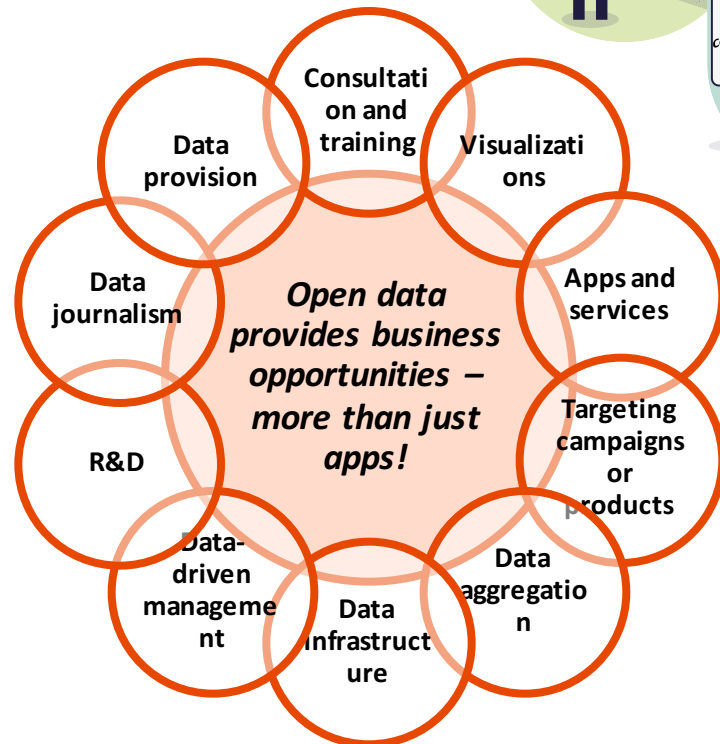 Consultati
on and
training
Visualizati
ons
Apps and
services
Targeting
campaigns
or
products
Data
aggregatio
n
Data
infrastruct
ure
Data-
driven
manageme
nt
R&D
Data
journalism
Data
provision
Open data
provides business
opportunities –
more than just
apps!